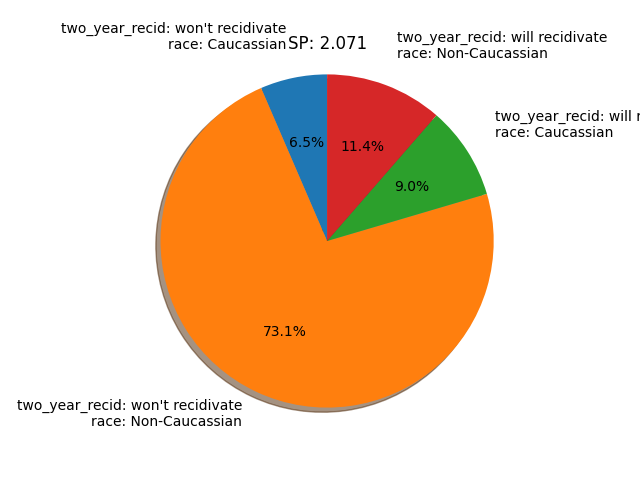 two_year_recid: won't recidivate
race: Caucassian
SP: 2.071
two_year_recid: will recidivate
race: Non-Caucassian
two_year_recid: will
race: Caucassian
6.5%
11.4%
9.0%
73.1%
two_year_recid: won't recidivate
race: Non-Caucassian